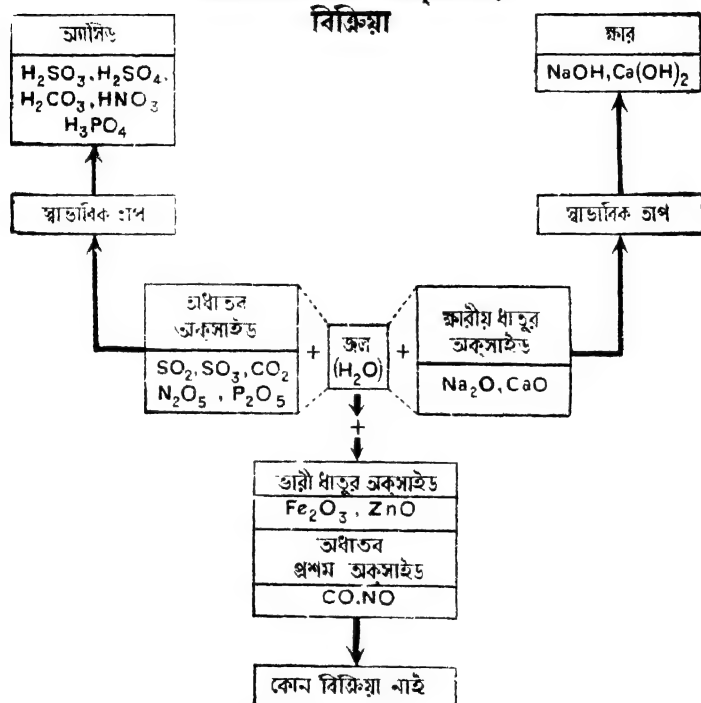 বিক্রিয়া
অ্যাসিড
H₂SO₃, H₂SO₄,
H₂CO₃, HNO₃
H₃PO₄
ক্ষার
NaOH, Ca(OH)₂
স্বাভাবিক তাপ
স্বাভাবিক তাপ
অধাতব
অক্সাইড
SO₂, SO₃, CO₂
N₂O₅ , P₂O₅
+
জল
(H₂O)
+
ক্ষারীয় ধাতুর
অক্সাইড
Na₂O, CaO
+
ভারী ধাতুর অক্সাইড
Fe₂O₃ , ZnO
অধাতব
প্রশম অক্সাইড
CO.NO
কোন বিক্রিয়া নাই